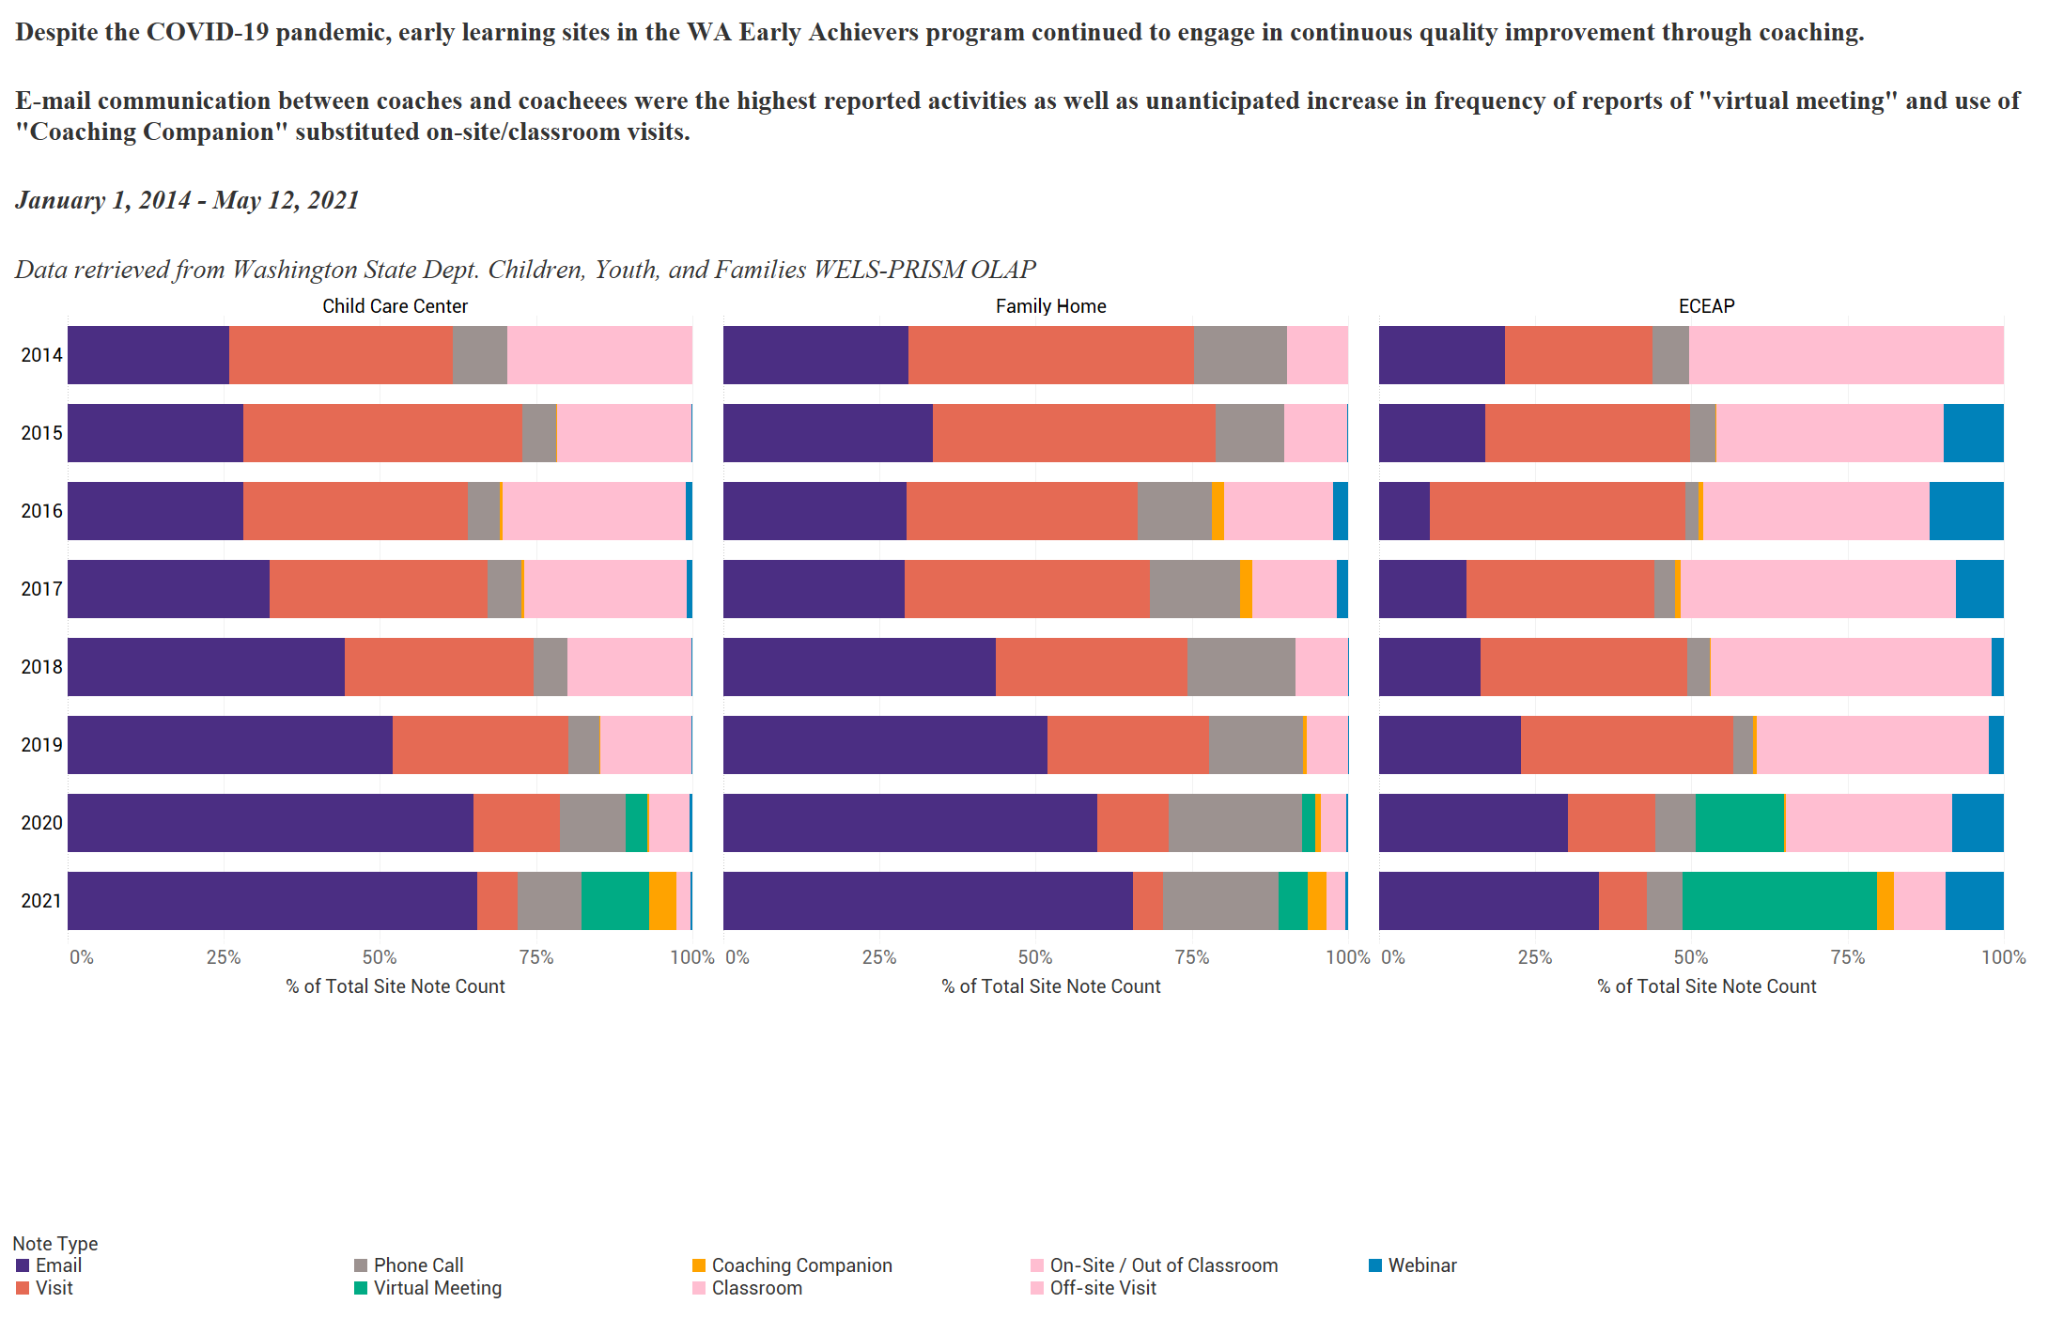 Despite the COVID-19 pandemic, early learning sites in the WA Early Achievers program continued to engage in continuous quality improvement through coaching.
E-mail communication between coaches and coacheees were the highest reported activities as well as unanticipated increase in frequency of reports of "virtual meeting" and use of
"Coaching Companion" substituted on-site/classroom visits.
January 1, 2014 - May 12, 2021
Data retrieved from Washington State Dept. Children, Youth, and Families WELS-PRISM OLAP
Child Care Center Family Home ECEAP
2014
2015
2016
2017
2018
2019
2020
2021
0% 25% 50% 75% 100% 0% 25% 50% 75% 100% 0% 25% 50% 75% 100%
% of Total Site Note Count % of Total Site Note Count % of Total Site Note Count
Note Type
Email Phone Call Coaching Companion On-Site / Out of Classroom Webinar
Visit Virtual Meeting Classroom Off-site Visit